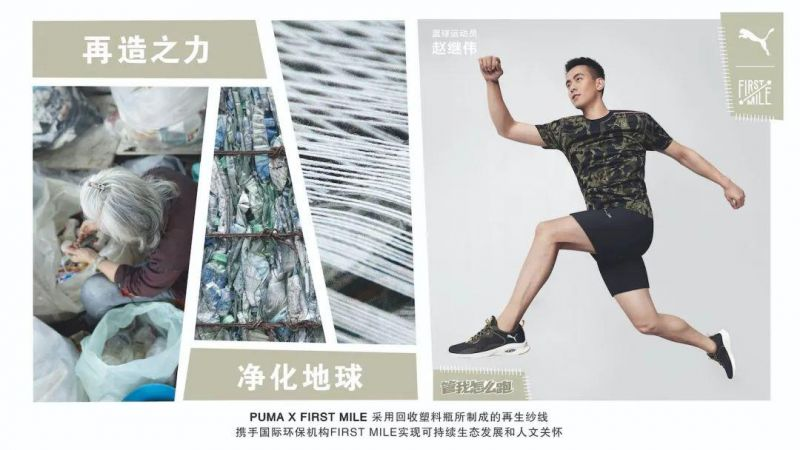 再造之力
净化地球
篮球运动员
赵继伟
PUMA
FIRST
MILE
管我怎么跑
PUMA X FIRST MILE 采用回收塑料瓶所制成的再生纱线
携手国际环保机构FIRST MILE实现可持续生态发展和人文关怀